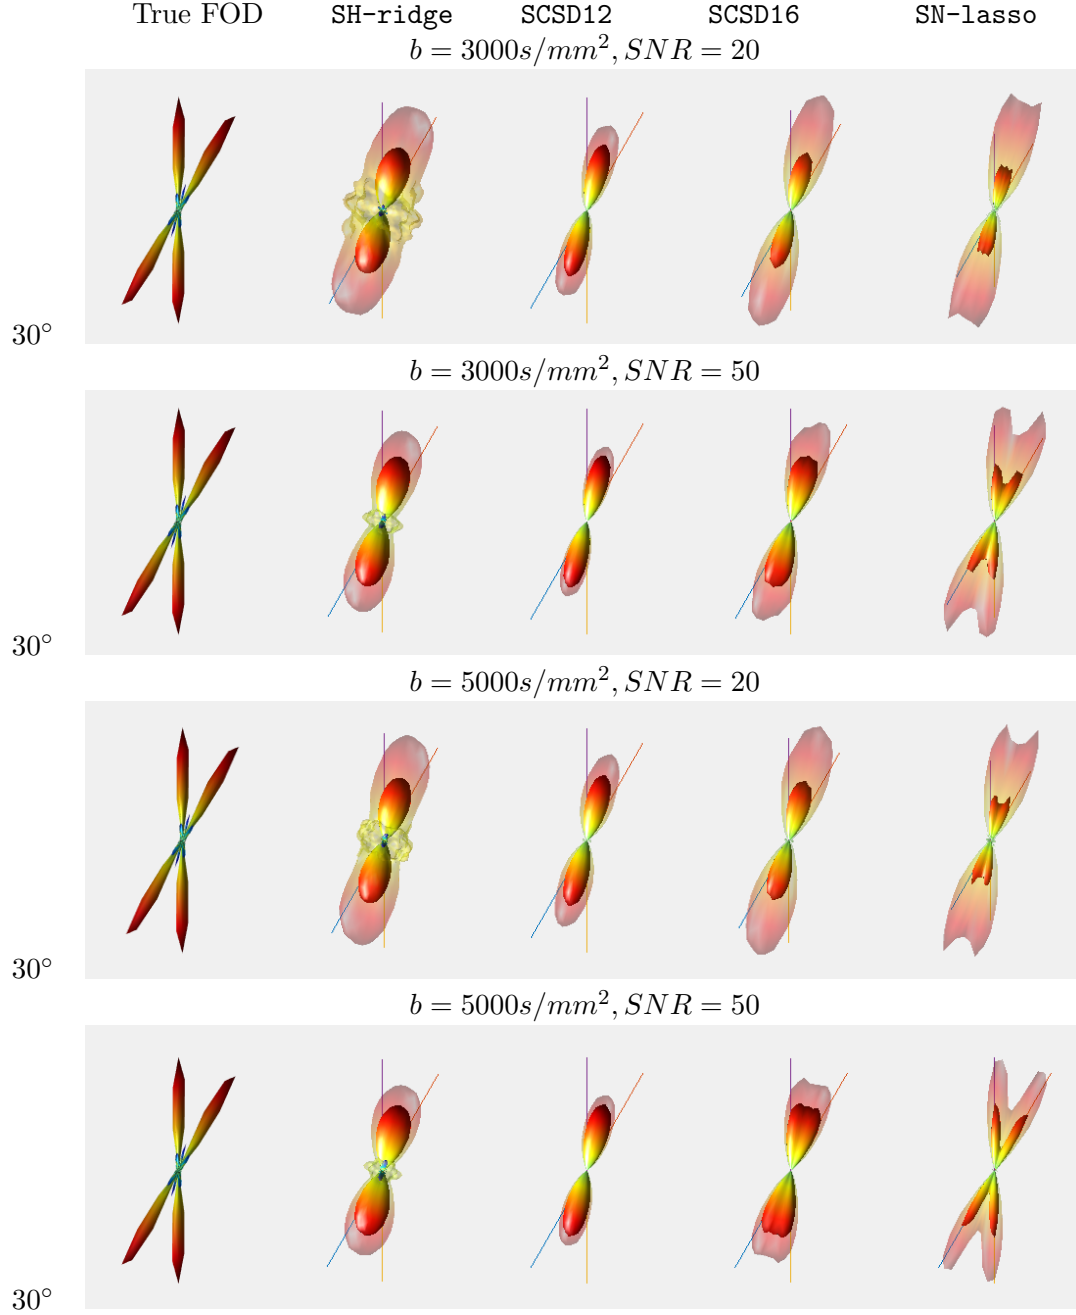 True FOD SH-ridge SCSD12 SCSD16 SN-lasso
b = 3000s/mm², SNR = 20
30°
b = 3000s/mm², SNR = 50
30°
b = 5000s/mm², SNR = 20
30°
b = 5000s/mm², SNR = 50
30°